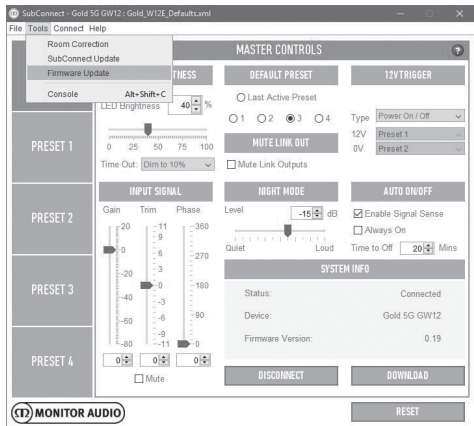 SubConnect - Gold 5G GW12 : Gold_W12E_Defaults.xml
File Tools Connect Help
Room Correction
SubConnect Update
Firmware Update
Console Alt+Shift+C
MASTER CONTROLS
?
TNESS
DEFAULT PRESET
12V TRIGGER
LED Brightness 40 %
Last Active Preset
1 2 3 4
Type Power On / Off
12V Preset 1
0V Preset 2
PRESET 1
0 25 50 75 100
Time Out: Dim to 10%
MUTE LINK OUT
Mute Link Outputs
INPUT SIGNAL
NIGHT MODE
AUTO ON/OFF
PRESET 2
Gain Trim Phase
20 11 360
9
0 6 270
3
-20 0 180
-40 -3
-60 -6 90
-9
-80 -11 0
0 0 0
Mute
Level -15 dB
Quiet Loud
Enable Signal Sense
Always On
Time to Off 20 Mins
SYSTEM INFO
PRESET 3
Status: Connected
Device: Gold 5G GW12
Firmware Version: 0.19
PRESET 4
DISCONNECT
DOWNLOAD
MONITOR AUDIO
RESET